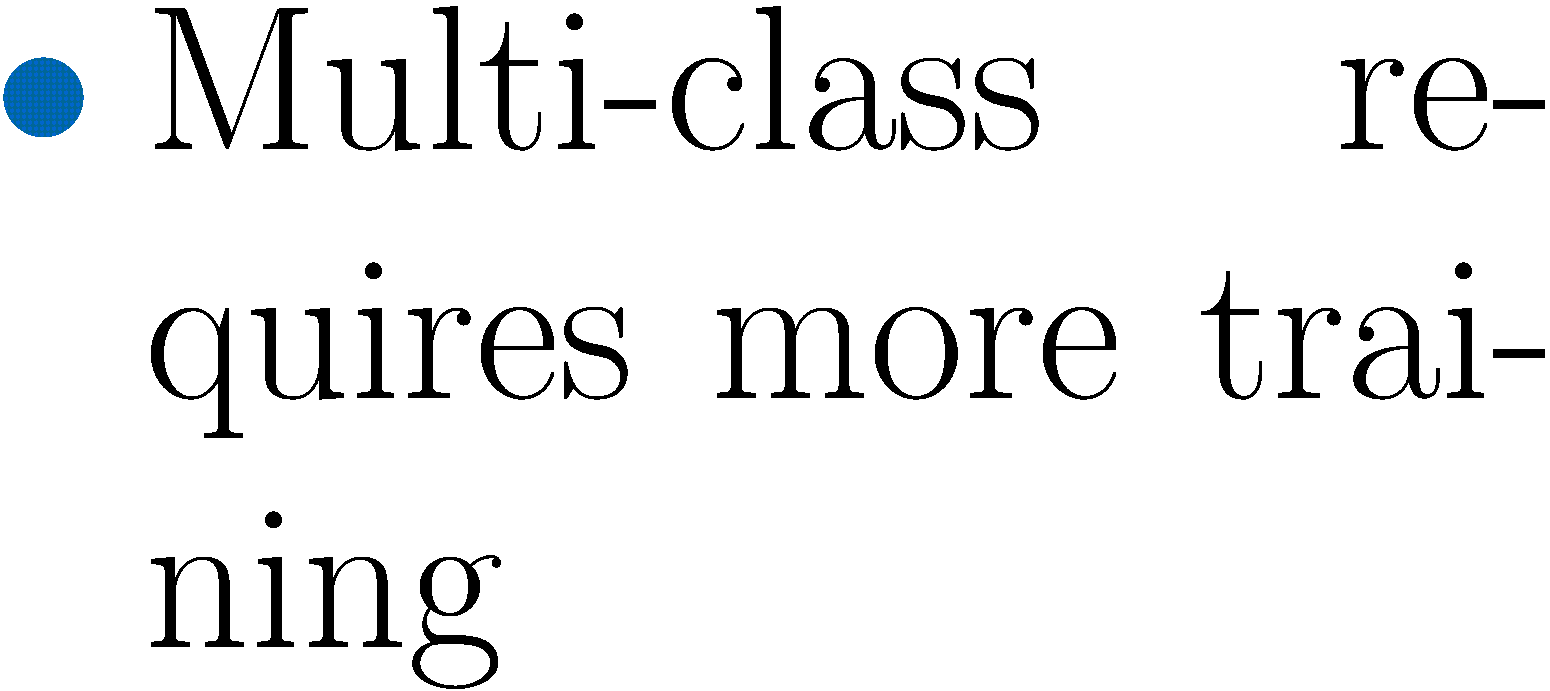 • Multi-class re-
quires more trai-
ning